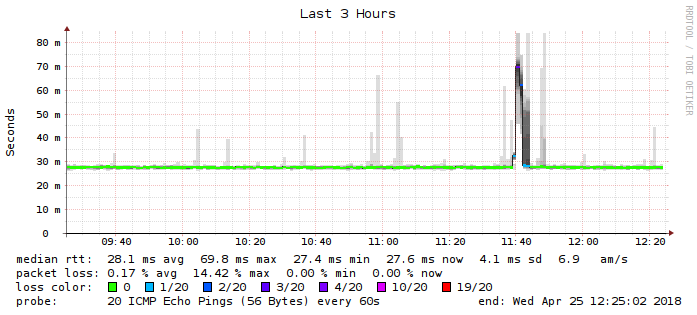 Last 3 Hours
RRDTOOL / TOBI OETIKER
Seconds
80 m
70 m
60 m
50 m
40 m
30 m
20 m
10 m
0
09:40 10:00 10:20 10:40 11:00 11:20 11:40 12:00 12:20
median rtt: 28.1 ms avg 69.8 ms max 27.4 ms min 27.6 ms now 4.1 ms sd 6.9 am/s
packet loss: 0.17 % avg 14.42 % max 0.00 % min 0.00 % now
loss color: 0 1/20 2/20 3/20 4/20 10/20 19/20
probe: 20 ICMP Echo Pings (56 Bytes) every 60s end: Wed Apr 25 12:25:02 2018